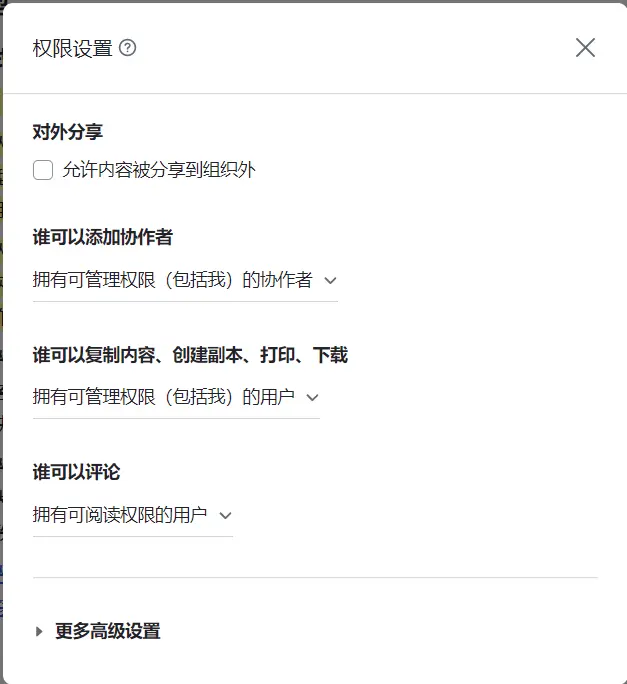 权限设置
对外分享
允许内容被分享到组织外
谁可以添加协作者
拥有可管理权限（包括我）的协作者
谁可以复制内容、创建副本、打印、下载
拥有可管理权限（包括我）的用户
谁可以评论
拥有可阅读权限的用户
更多高级设置